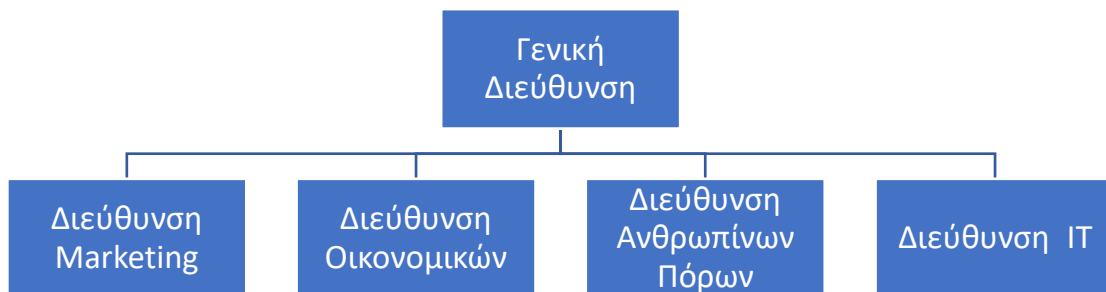 Γενική
Διεύθυνση
Διεύθυνση
Marketing
Διεύθυνση
Οικονομικών
Διεύθυνση
Ανθρωπίνων
Πόρων
Διεύθυνση  IT